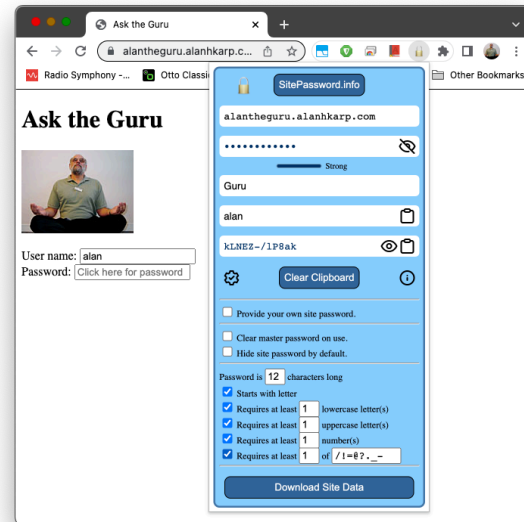 Ask the Guru
alantheguru.alanhkarp.c...
Radio Symphony -...
Otto Classi
Other Bookmarks
SitePassword.info
alantheguru.alanhkarp.com
Strong
Guru
alan
kLNEZ-/lP8ak
Clear Clipboard
Provide your own site password.
Clear master password on use.
Hide site password by default.
Password is 12 characters long
Starts with letter
Requires at least 1 lowercase letter(s)
Requires at least 1 uppercase letter(s)
Requires at least 1 number(s)
Requires at least 1 of /!=@?._-
Download Site Data
Ask the Guru
User name: alan
Password: Click here for password